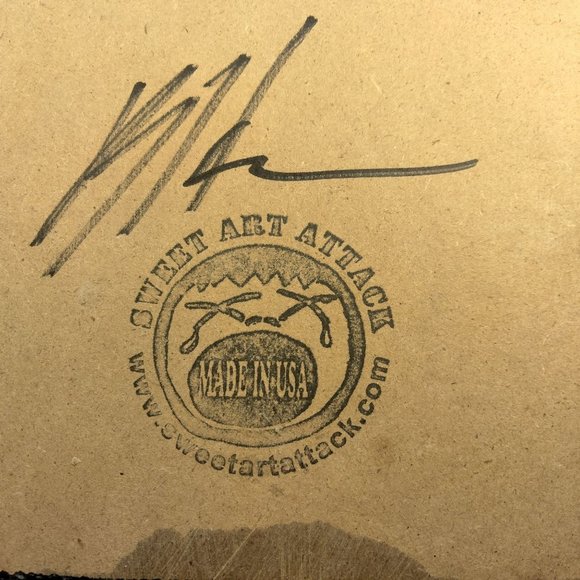 SWEET ART ATTACK
MADE IN USA
www.sweetartattack.com